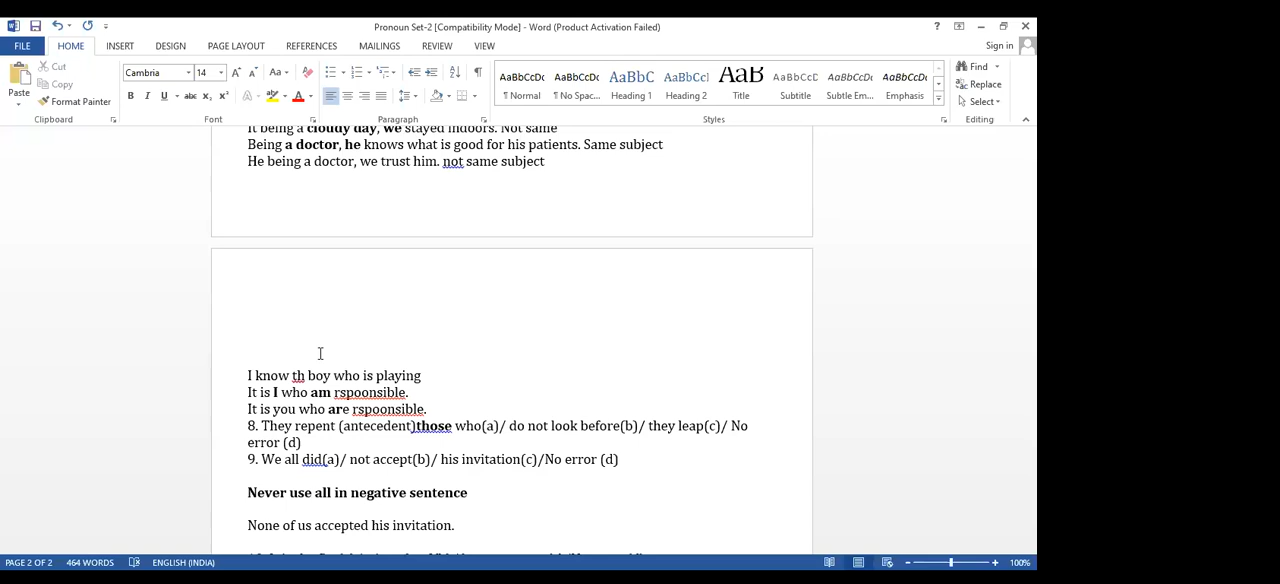 Pronoun Set-2 [Compatibility Mode] - Word (Product Activation Failed)
FILE HOME INSERT DESIGN PAGE LAYOUT REFERENCES MAILINGS REVIEW VIEW Sign in
Paste Cut Copy Format Painter Clipboard
Cambria 14 Font
Paragraph
AaBbCcDc AaBbCcDc AaBbC AaBbCc AaB AaBbCcD AaBbCcDc AaBbCcDc
¶ Normal ¶ No Spac... Heading 1 Heading 2 Title Subtitle Subtle Em... Emphasis
Styles
Find Replace Select Editing
It being a cloudy day, we stayed indoors. Not same
Being a doctor, he knows what is good for his patients. Same subject
He being a doctor, we trust him. not same subject
I know th boy who is playing
It is I who am rspoonsible.
It is you who are rspoonsible.
8. They repent (antecedent)those who(a)/ do not look before(b)/ they leap(c)/ No
error (d)
9. We all did(a)/ not accept(b)/ his invitation(c)/No error (d)
Never use all in negative sentence
None of us accepted his invitation.
PAGE 2 OF 2 464 WORDS ENGLISH (INDIA) 100%